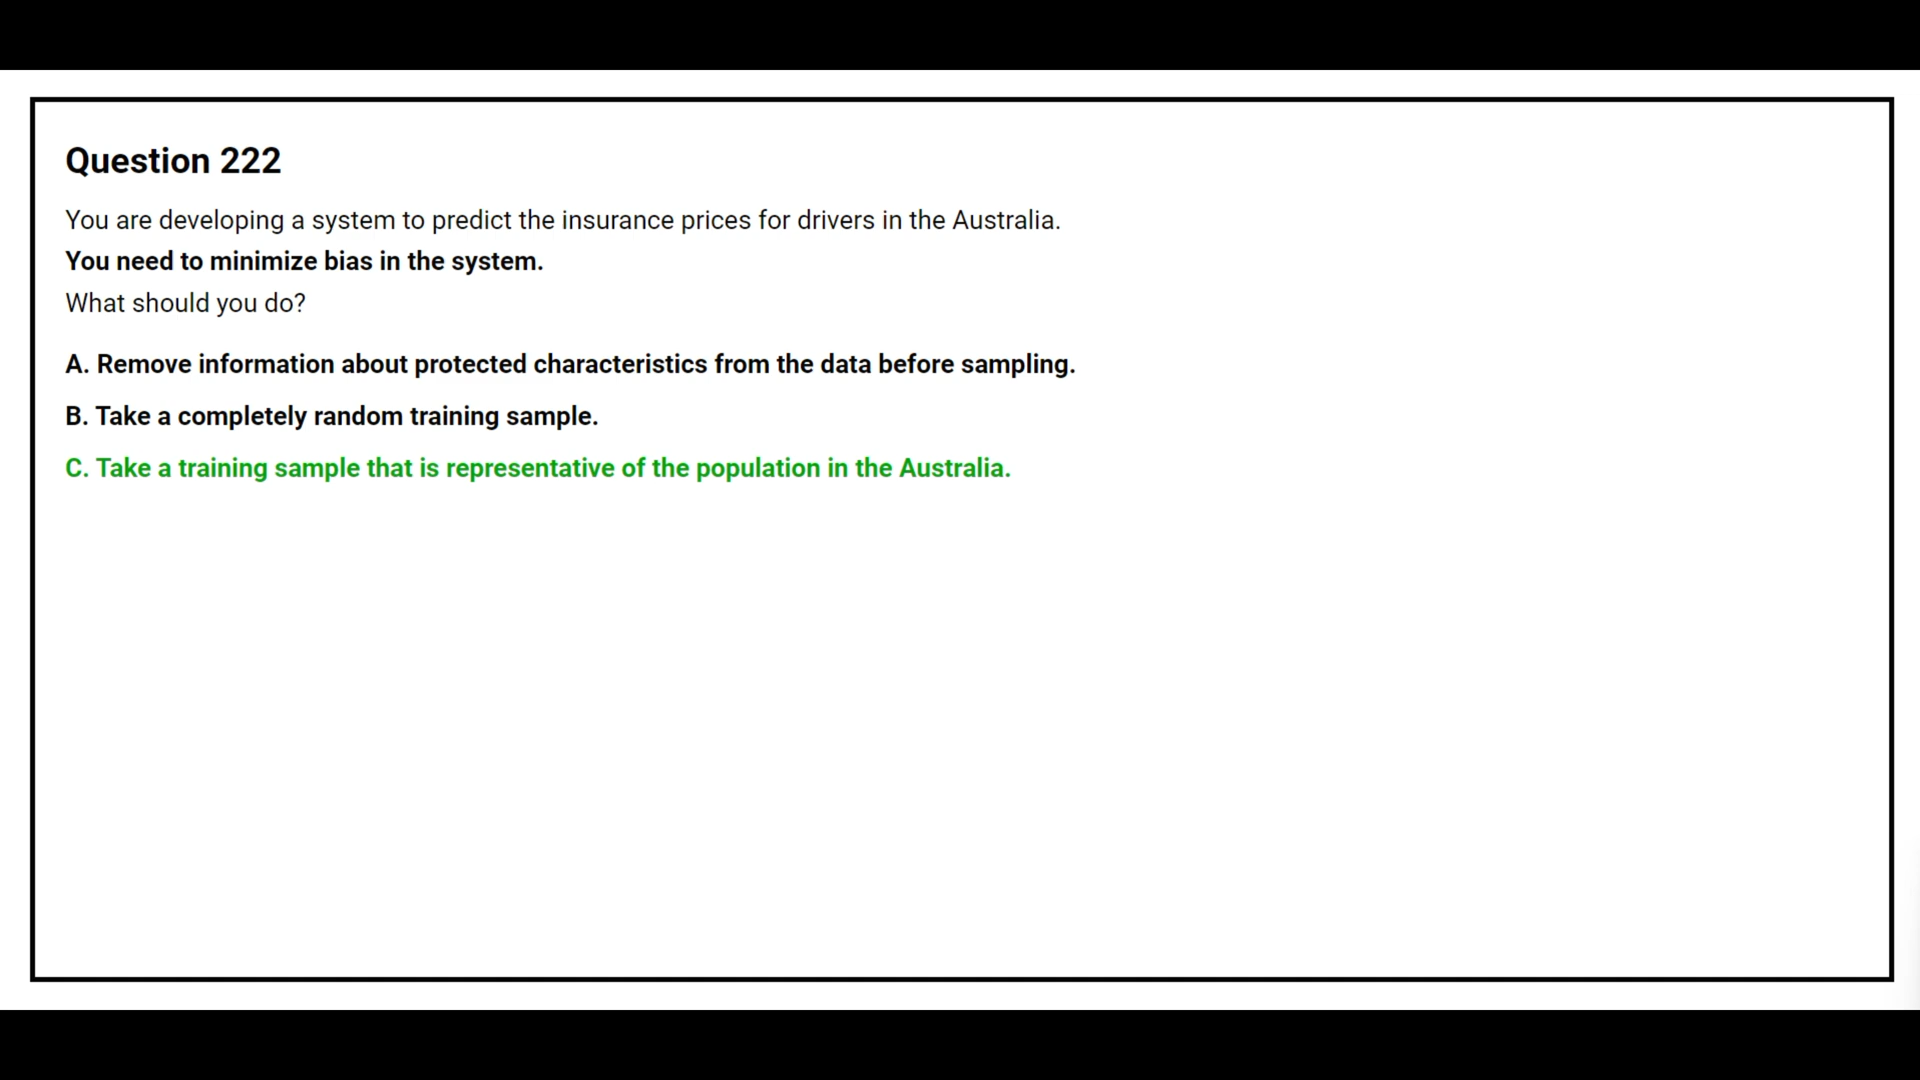 Question 222
You are developing a system to predict the insurance prices for drivers in the Australia.
You need to minimize bias in the system.
What should you do?
A. Remove information about protected characteristics from the data before sampling.
B. Take a completely random training sample.
C. Take a training sample that is representative of the population in the Australia.